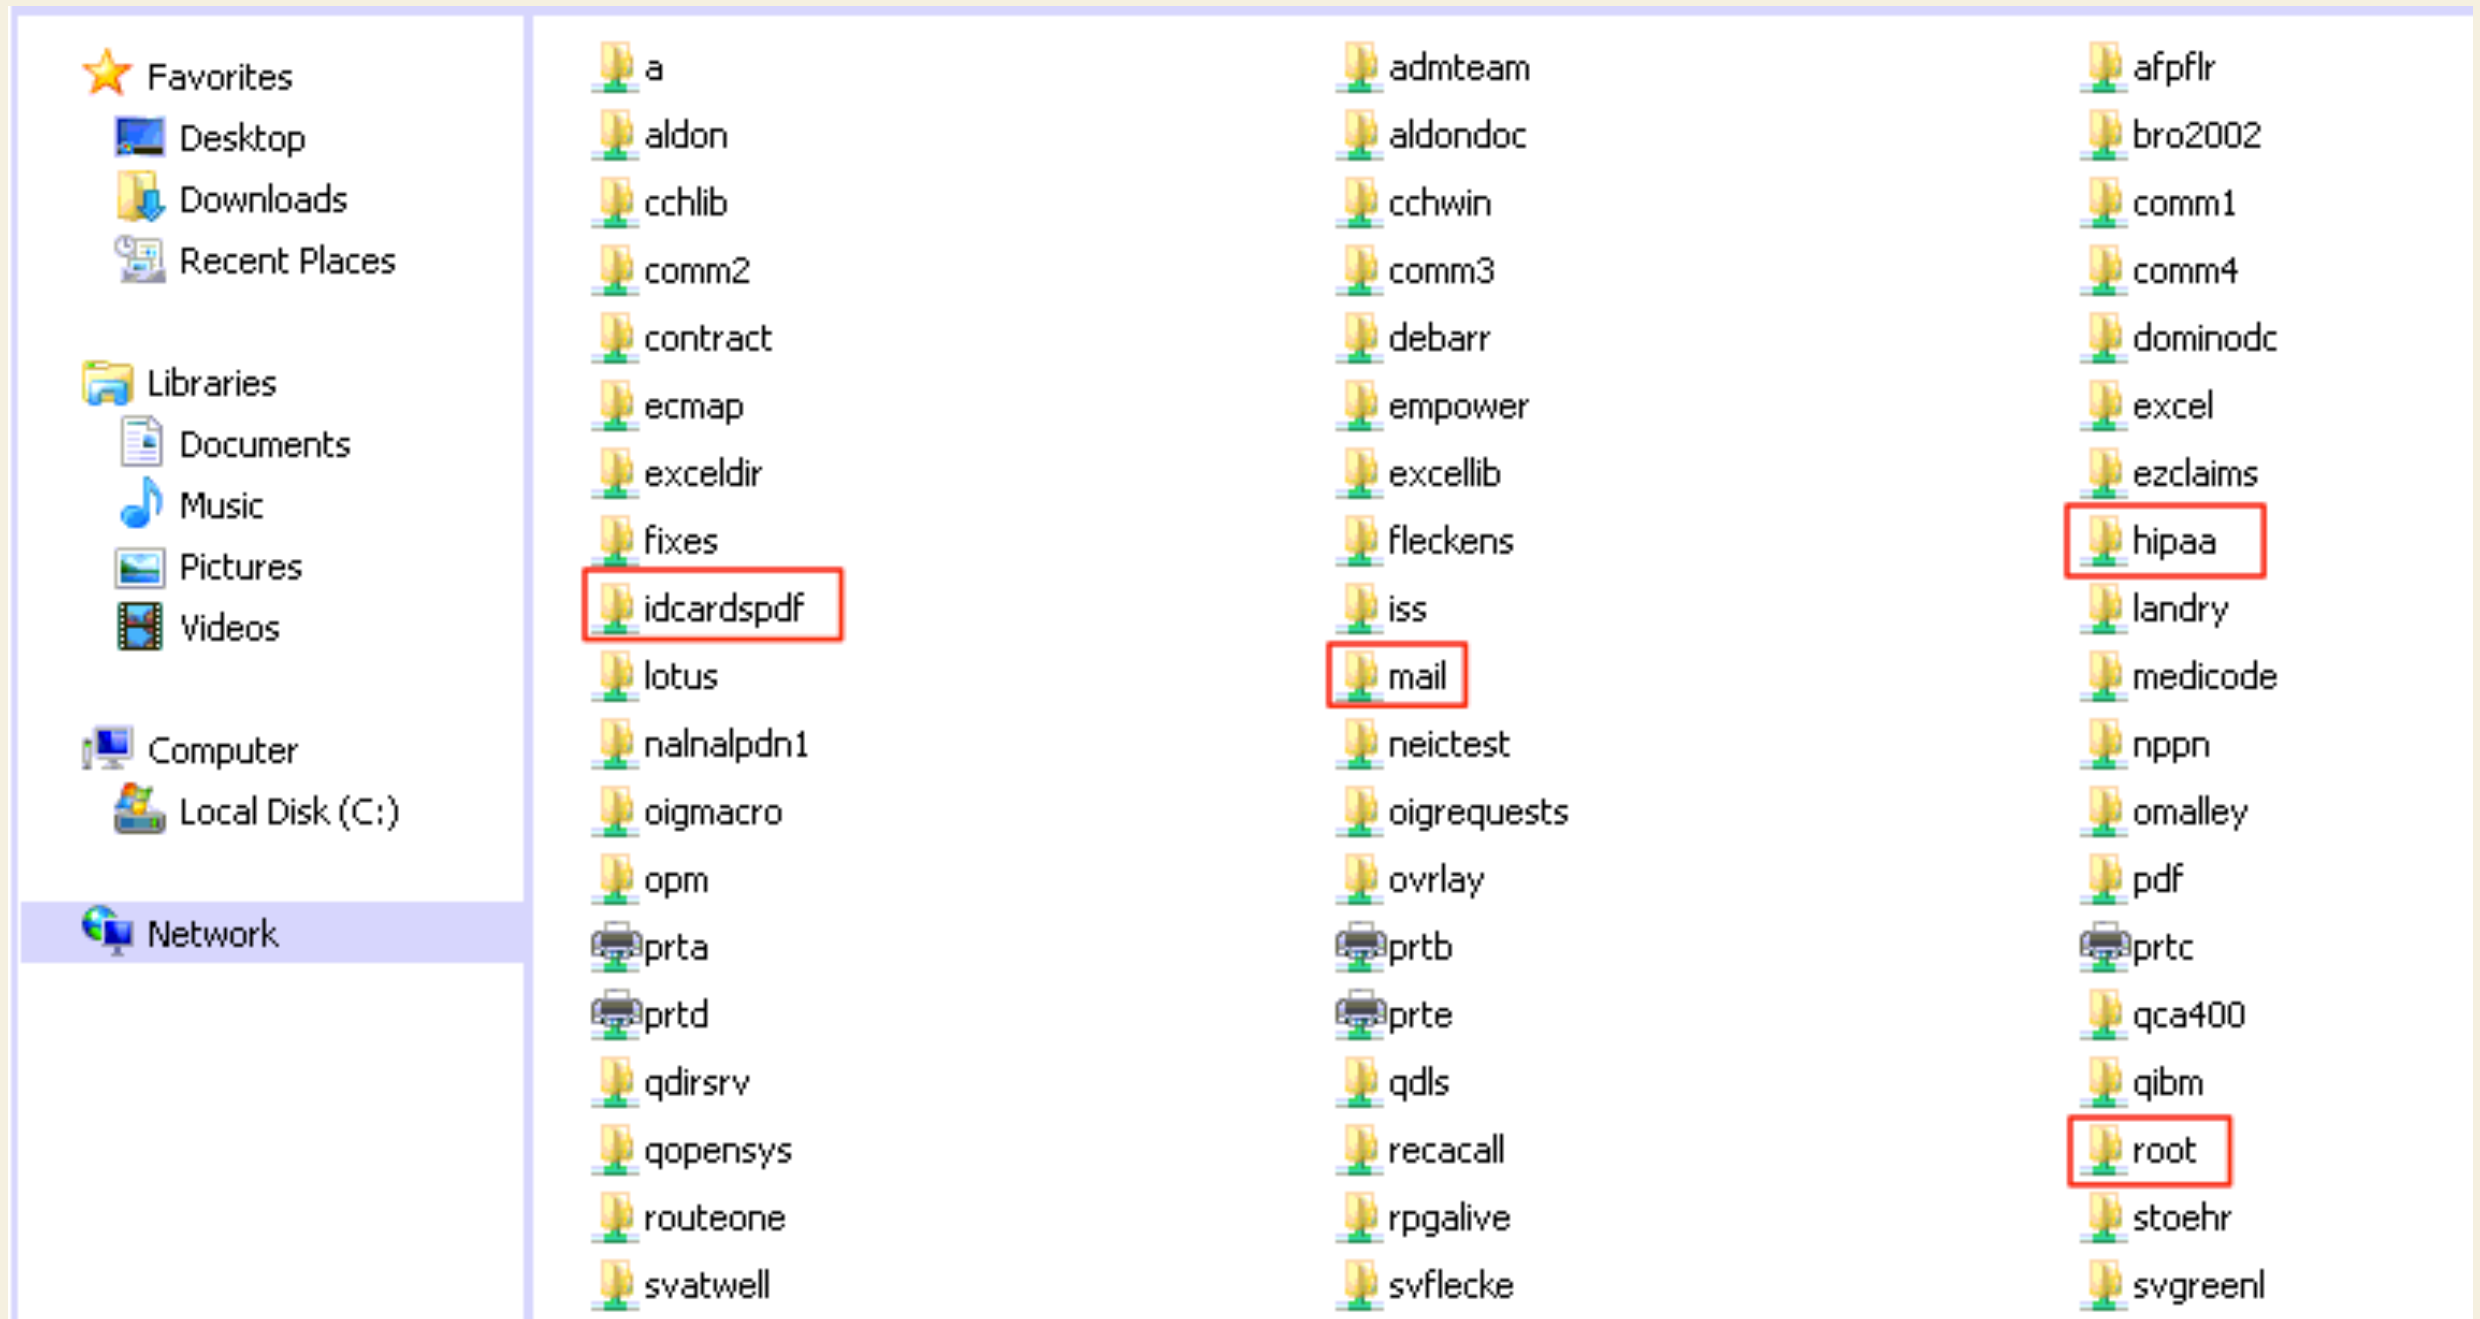 Favorites
Desktop
Downloads
Recent Places
Libraries
Documents
Music
Pictures
Videos
Computer
Local Disk (C:)
Network
a admteam afpflr
aldon aldondoc bro2002
cchlib cchwin comm1
comm2 comm3 comm4
contract debarr dominodc
ecmap empower excel
exceldir excellib ezclaims
fixes fleckens hipaa
idcardspdf iss landry
lotus mail medicode
nalnalpdn1 neictest nppn
oigmacro oigrequests omalley
opm ovrlay pdf
prta prtb prtc
prtd prte qca400
qdirsrv qdls qibm
qopensys recacall root
routeone rpgalive stoehr
svatwell svflecke svgreenl